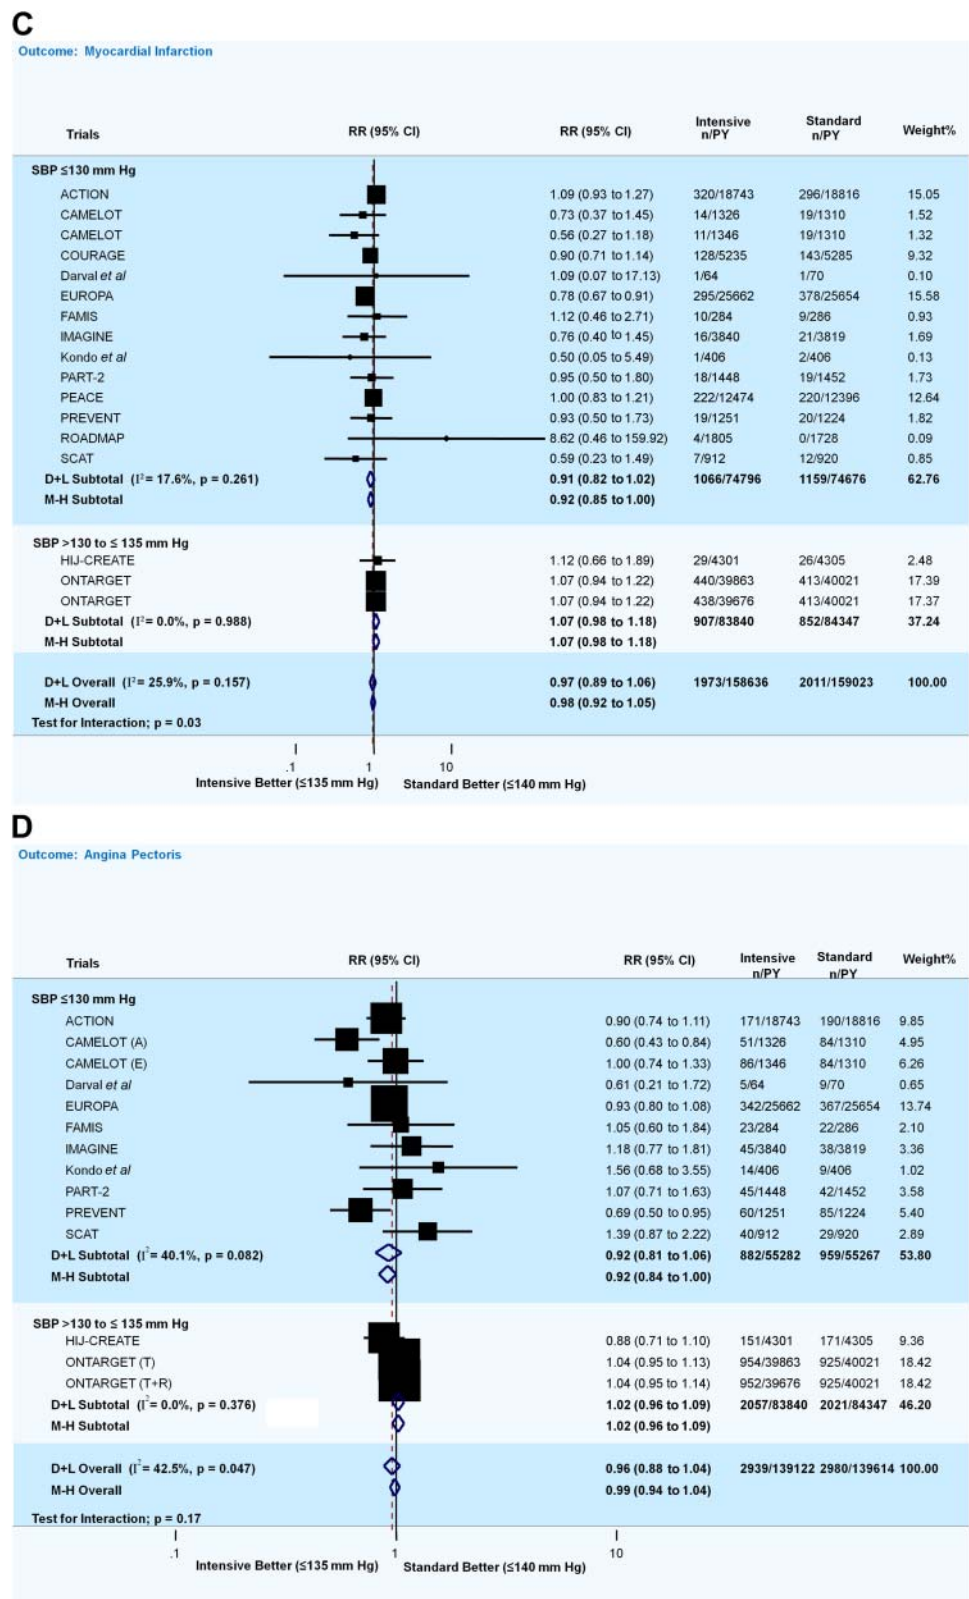 C
Outcome: Myocardial Infarction
Trials RR (95% CI) RR (95% CI) Intensive n/PY Standard n/PY Weight%
SBP ≤130 mm Hg
ACTION 1.09 (0.93 to 1.27) 320/18743 296/18816 15.05
CAMELOT 0.73 (0.37 to 1.45) 14/1326 19/1310 1.52
CAMELOT 0.56 (0.27 to 1.18) 11/1346 19/1310 1.32
COURAGE 0.90 (0.71 to 1.14) 128/5235 143/5285 9.32
Darval et al 1.09 (0.07 to 17.13) 1/64 1/70 0.10
EUROPA 0.78 (0.67 to 0.91) 295/25662 378/25654 15.58
FAMIS 1.12 (0.46 to 2.71) 10/284 9/286 0.93
IMAGINE 0.76 (0.40 to 1.45) 16/3840 21/3819 1.69
Kondo et al 0.50 (0.05 to 5.49) 1/406 2/406 0.13
PART-2 0.95 (0.50 to 1.80) 18/1448 19/1452 1.73
PEACE 1.00 (0.83 to 1.21) 222/12474 220/12396 12.64
PREVENT 0.93 (0.50 to 1.73) 19/1251 20/1224 1.82
ROADMAP 8.62 (0.46 to 159.92) 4/1805 0/1728 0.09
SCAT 0.59 (0.23 to 1.49) 7/912 12/920 0.85
D+L Subtotal (I²= 17.6%, p = 0.261) 0.91 (0.82 to 1.02) 1066/74796 1159/74676 62.76
M-H Subtotal 0.92 (0.85 to 1.00)
SBP >130 to ≤ 135 mm Hg
HIJ-CREATE 1.12 (0.66 to 1.89) 29/4301 26/4305 2.48
ONTARGET 1.07 (0.94 to 1.22) 440/39863 413/40021 17.39
ONTARGET 1.07 (0.94 to 1.22) 438/39676 413/40021 17.37
D+L Subtotal (I²= 0.0%, p = 0.988) 1.07 (0.98 to 1.18) 907/83840 852/84347 37.24
M-H Subtotal 1.07 (0.98 to 1.18)
D+L Overall (I²= 25.9%, p = 0.157) 0.97 (0.89 to 1.06) 1973/158636 2011/159023 100.00
M-H Overall 0.98 (0.92 to 1.05)
Test for Interaction; p = 0.03
.1 1 10
Intensive Better (≤135 mm Hg) Standard Better (≤140 mm Hg)
D
Outcome: Angina Pectoris
Trials RR (95% CI) RR (95% CI) Intensive n/PY Standard n/PY Weight%
SBP ≤130 mm Hg
ACTION 0.90 (0.74 to 1.11) 171/18743 190/18816 9.85
CAMELOT (A) 0.60 (0.43 to 0.84) 51/1326 84/1310 4.95
CAMELOT (E) 1.00 (0.74 to 1.33) 86/1346 84/1310 6.26
Darval et al 0.61 (0.21 to 1.72) 5/64 9/70 0.65
EUROPA 0.93 (0.80 to 1.08) 342/25662 367/25654 13.74
FAMIS 1.05 (0.60 to 1.84) 23/284 22/286 2.10
IMAGINE 1.18 (0.77 to 1.81) 45/3840 38/3819 3.36
Kondo et al 1.56 (0.68 to 3.55) 14/406 9/406 1.02
PART-2 1.07 (0.71 to 1.63) 45/1448 42/1452 3.58
PREVENT 0.69 (0.50 to 0.95) 60/1251 85/1224 5.40
SCAT 1.39 (0.87 to 2.22) 40/912 29/920 2.89
D+L Subtotal (I²= 40.1%, p = 0.082) 0.92 (0.81 to 1.06) 882/55282 959/55267 53.80
M-H Subtotal 0.92 (0.84 to 1.00)
SBP >130 to ≤ 135 mm Hg
HIJ-CREATE 0.88 (0.71 to 1.10) 151/4301 171/4305 9.36
ONTARGET (T) 1.04 (0.95 to 1.13) 954/39863 925/40021 18.42
ONTARGET (T+R) 1.04 (0.95 to 1.14) 952/39676 925/40021 18.42
D+L Subtotal (I²= 0.0%, p = 0.376) 1.02 (0.96 to 1.09) 2057/83840 2021/84347 46.20
M-H Subtotal 1.02 (0.96 to 1.09)
D+L Overall (I²= 42.5%, p = 0.047) 0.96 (0.88 to 1.04) 2939/139122 2980/139614 100.00
M-H Overall 0.99 (0.94 to 1.04)
Test for Interaction; p = 0.17
.1 1 10
Intensive Better (≤135 mm Hg) Standard Better (≤140 mm Hg)